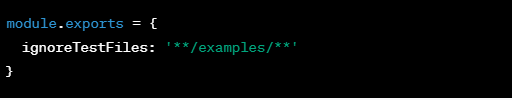 module.exports = {
  ignoreTestFiles: '**/examples/**'
}